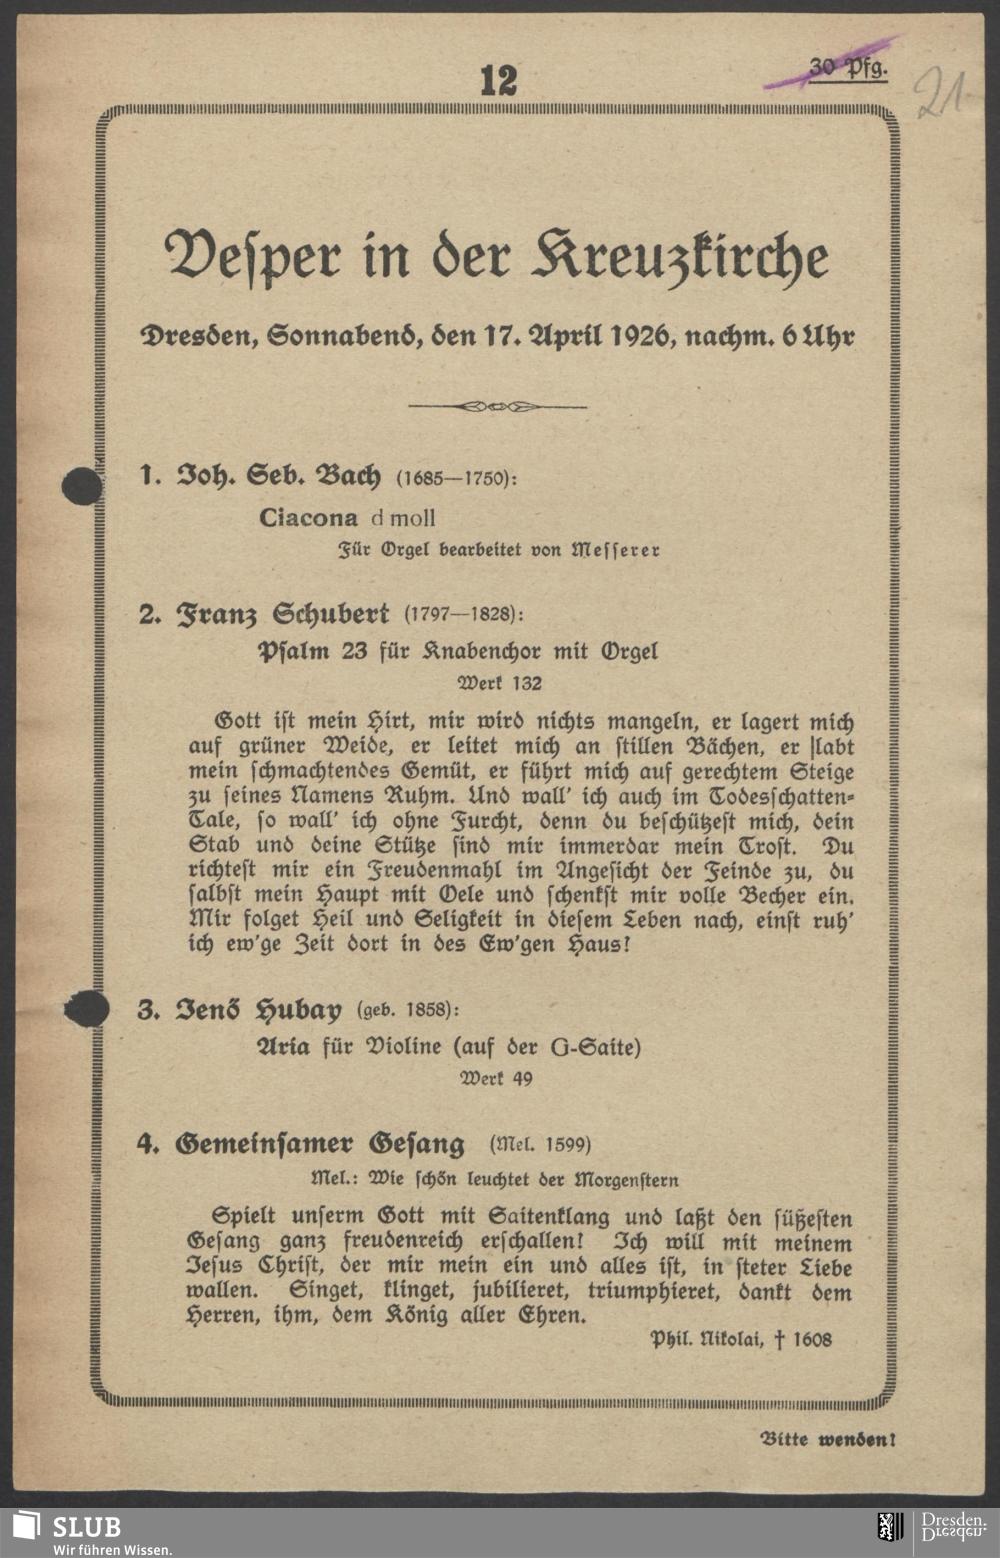 12
30 Pfg.
21
Vesper in der Kreuzkirche
Dresden, Sonnabend, den 17. April 1926, nachm. 6 Uhr
1. Joh. Seb. Bach (1685—1750):
Ciacona d moll
Für Orgel bearbeitet von Messerer
2. Franz Schubert (1797—1828):
Psalm 23 für Knabenchor mit Orgel
Werk 132
Gott ist mein Hirt, mir wird nichts mangeln, er lagert mich
auf grüner Weide, er leitet mich an stillen Bächen, er labt
mein schmachtendes Gemüt, er führt mich auf gerechtem Steige
zu seines Namens Ruhm. Und wall' ich auch im Todesschatten-
Tale, so wall' ich ohne Furcht, denn du beschützest mich, dein
Stab und deine Stütze sind mir immerdar mein Trost. Du
richtest mir ein Freudenmahl im Angesicht der Feinde zu, du
salbst mein Haupt mit Oele und schenkst mir volle Becher ein.
Mir folget Heil und Seligkeit in diesem Leben nach, einst ruh'
ich ew'ge Zeit dort in des Ew'gen Haus!
3. Jenő Hubay (geb. 1858):
Aria für Violine (auf der G-Saite)
Werk 49
4. Gemeinsamer Gesang (Mel. 1599)
Mel.: Wie schön leuchtet der Morgenstern
Spielt unserm Gott mit Saitenklang und laßt den süßesten
Gesang ganz freudenreich erschallen! Ich will mit meinem
Jesus Christ, der mir mein ein und alles ist, in steter Liebe
wallen. Singet, klinget, jubilieret, triumphieret, dankt dem
Herren, ihm, dem König aller Ehren.
Phil. Nikolai, † 1608
Bitte wenden!
SLUB
Wir führen Wissen.
Dresden.
Dresden.